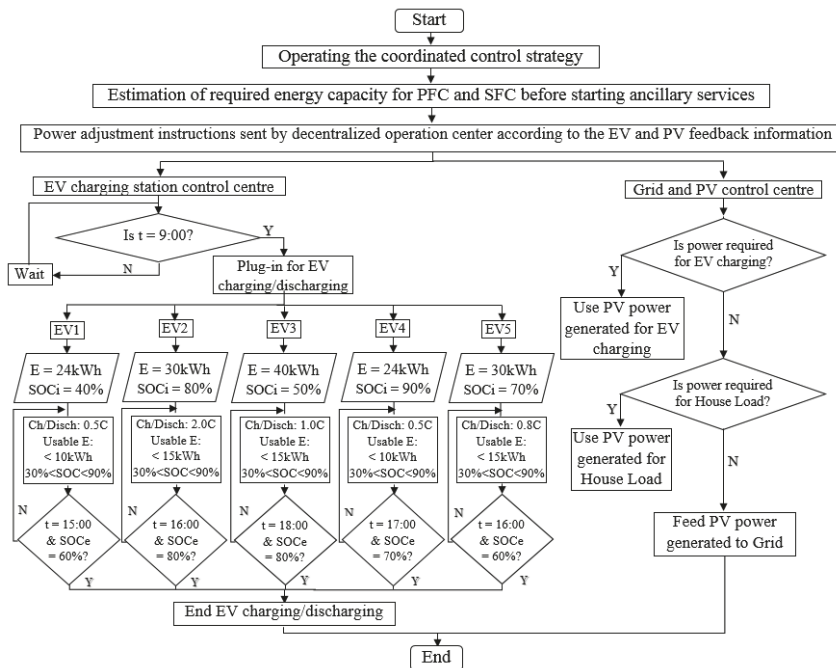 Start
Operating the coordinated control strategy
Estimation of required energy capacity for PFC and SFC before starting ancillary services
Power adjustment instructions sent by decentralized operation center according to the EV and PV feedback information
EV charging station control centre
Is t = 9:00?
Y
N
Wait
Plug-in for EV
charging/discharging
EV1
EV2
EV3
EV4
EV5
E = 24kWh
SOCi = 40%
E = 30kWh
SOCi = 80%
E = 40kWh
SOCi = 50%
E = 24kWh
SOCi = 90%
E = 30kWh
SOCi = 70%
Ch/Disch: 0.5C
Usable E:
< 10kWh
30%<SOC<90%
Ch/Disch: 2.0C
Usable E:
< 15kWh
30%<SOC<90%
Ch/Disch: 1.0C
Usable E:
< 15kWh
30%<SOC<90%
Ch/Disch: 0.5C
Usable E:
< 10kWh
30%<SOC<90%
Ch/Disch: 0.8C
Usable E:
< 15kWh
30%<SOC<90%
N
t = 15:00
& SOCe
= 60%?
Y
N
t = 16:00
& SOCe
= 80%?
Y
N
t = 18:00
& SOCe
= 80%?
Y
N
t = 17:00
& SOCe
= 70%?
Y
N
t = 16:00
& SOCe
= 60%?
Y
End EV charging/discharging
Grid and PV control centre
Is power required
for EV charging?
Y
Use PV power
generated for EV
charging
N
Is power required
for House Load?
Y
Use PV power
generated for
House Load
N
Feed PV power
generated to Grid
End